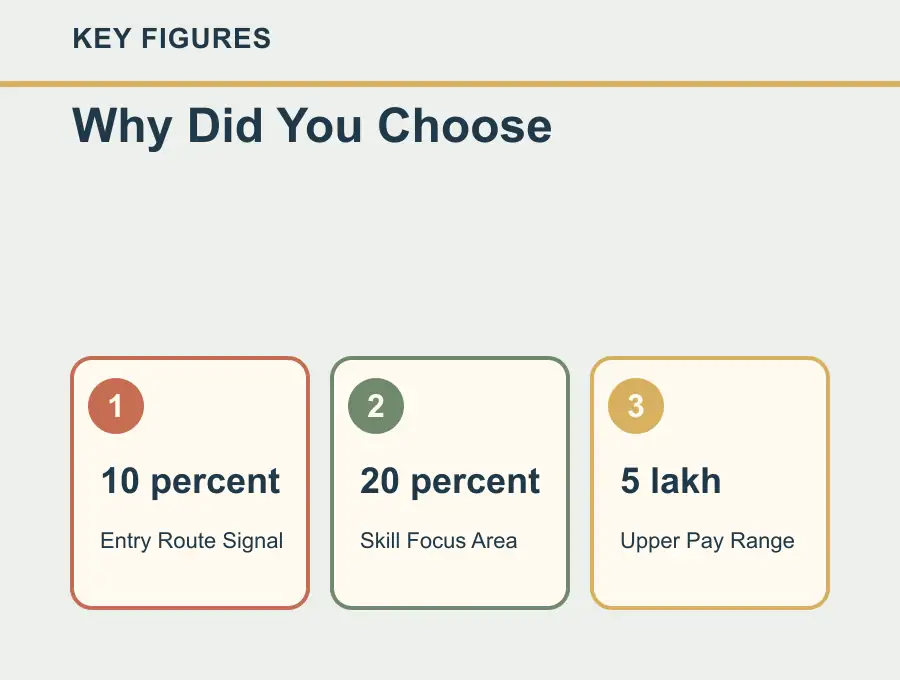 KEY FIGURES
Why Did You Choose
1
10 percent
Entry Route Signal
2
20 percent
Skill Focus Area
3
5 lakh
Upper Pay Range